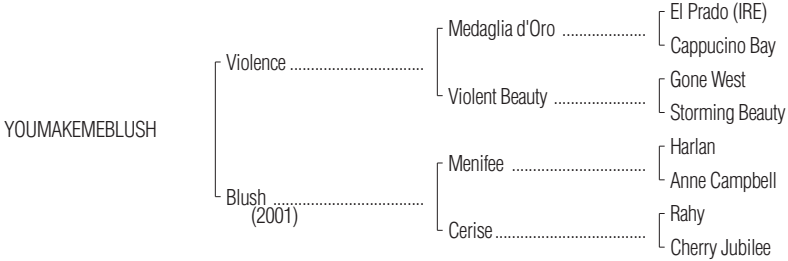 El Prado (IRE)
Medaglia d'Oro
Cappucino Bay
Violence
Gone West
Violent Beauty
Storming Beauty
YOUMAKEMEBLUSH
Harlan
Menifee
Anne Campbell
Blush
(2001)
Rahy
Cerise
Cherry Jubilee